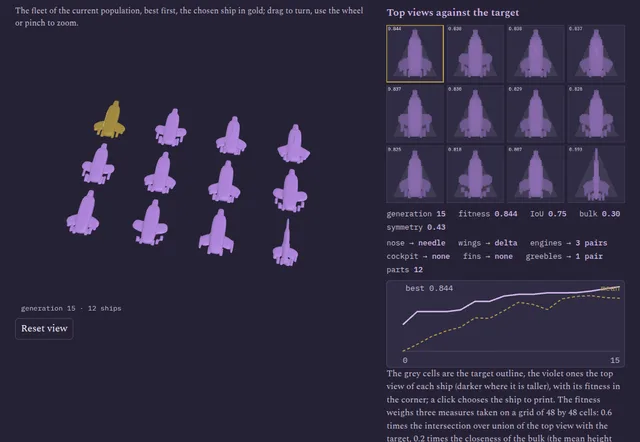 The fleet of the current population, best first, the chosen ship in gold; drag to turn, use the wheel
or pinch to zoom.
generation 15 · 12 ships
Reset view
Top views against the target
0.844 0.838 0.838 0.837
0.837 0.830 0.829 0.828
0.825 0.818 0.807 0.593
generation 15 fitness 0.844 IoU 0.75 bulk 0.30
symmetry 0.43
nose → needle wings → delta engines → 3 pairs
cockpit → none fins → none greebles → 1 pair
parts 12
best 0.844 mean
0 15
The grey cells are the target outline, the violet ones the top
view of each ship (darker where it is taller), with its fitness in
the corner; a click chooses the ship to print. The fitness
weighs three measures taken on a grid of 48 by 48 cells: 0.6
times the intersection over union of the top view with the
target, 0.2 times the closeness of the bulk (the mean height